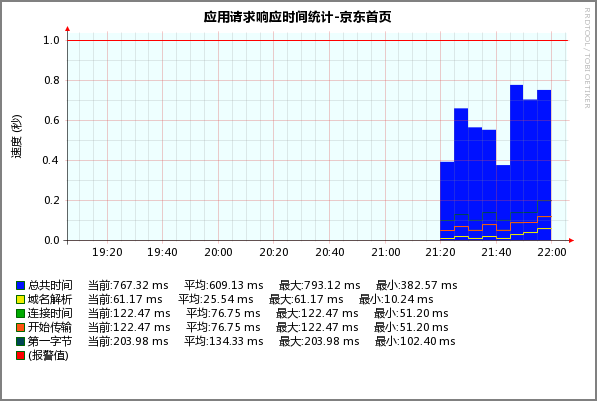 应用请求响应时间统计-京东首页
RRDTOOL / TOBI OETIKER
速度 (秒)
1.0
0.8
0.6
0.4
0.2
0.0
19:20 19:40 20:00 20:20 20:40 21:00 21:20 21:40 22:00
总共时间 当前:767.32 ms 平均:609.13 ms 最大:793.12 ms 最小:382.57 ms
域名解析 当前:61.17 ms 平均:25.54 ms 最大:61.17 ms 最小:10.24 ms
连接时间 当前:122.47 ms 平均:76.75 ms 最大:122.47 ms 最小:51.20 ms
开始传输 当前:122.47 ms 平均:76.75 ms 最大:122.47 ms 最小:51.20 ms
第一字节 当前:203.98 ms 平均:134.33 ms 最大:203.98 ms 最小:102.40 ms
(报警值)